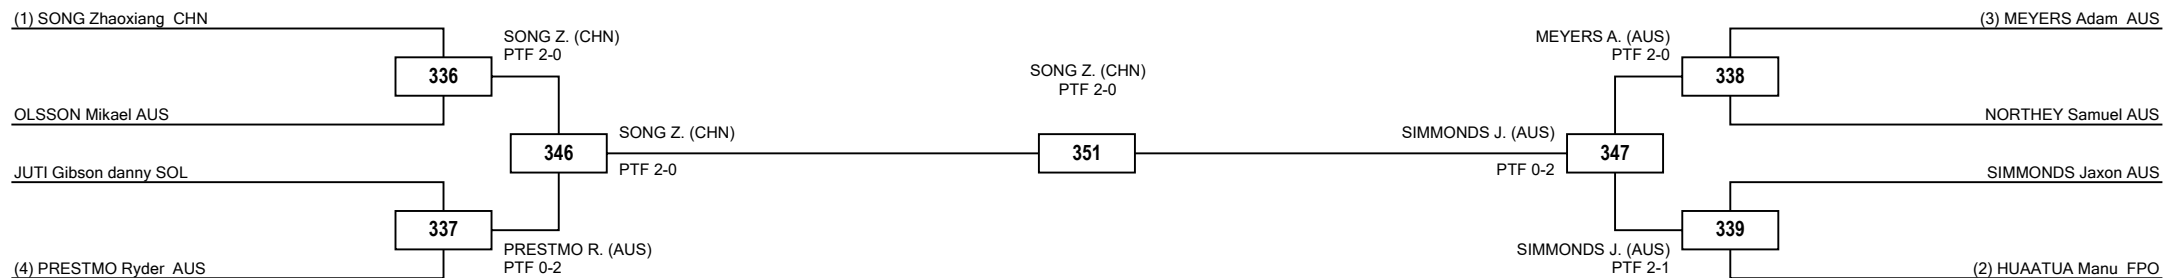 (1) SONG Zhaoxiang  CHN
SONG Z. (CHN)
PTF 2-0
336
OLSSON Mikael AUS
SONG Z. (CHN)
346
PTF 2-0
JUTI Gibson danny SOL
337
PRESTMO R. (AUS)
PTF 0-2
(4) PRESTMO Ryder  AUS
SONG Z. (CHN)
PTF 2-0
351
(3) MEYERS Adam  AUS
MEYERS A. (AUS)
PTF 2-0
338
NORTHEY Samuel AUS
SIMMONDS J. (AUS)
347
PTF 0-2
SIMMONDS Jaxon AUS
339
SIMMONDS J. (AUS)
PTF 2-1
(2) HUAATUA Manu  FPO